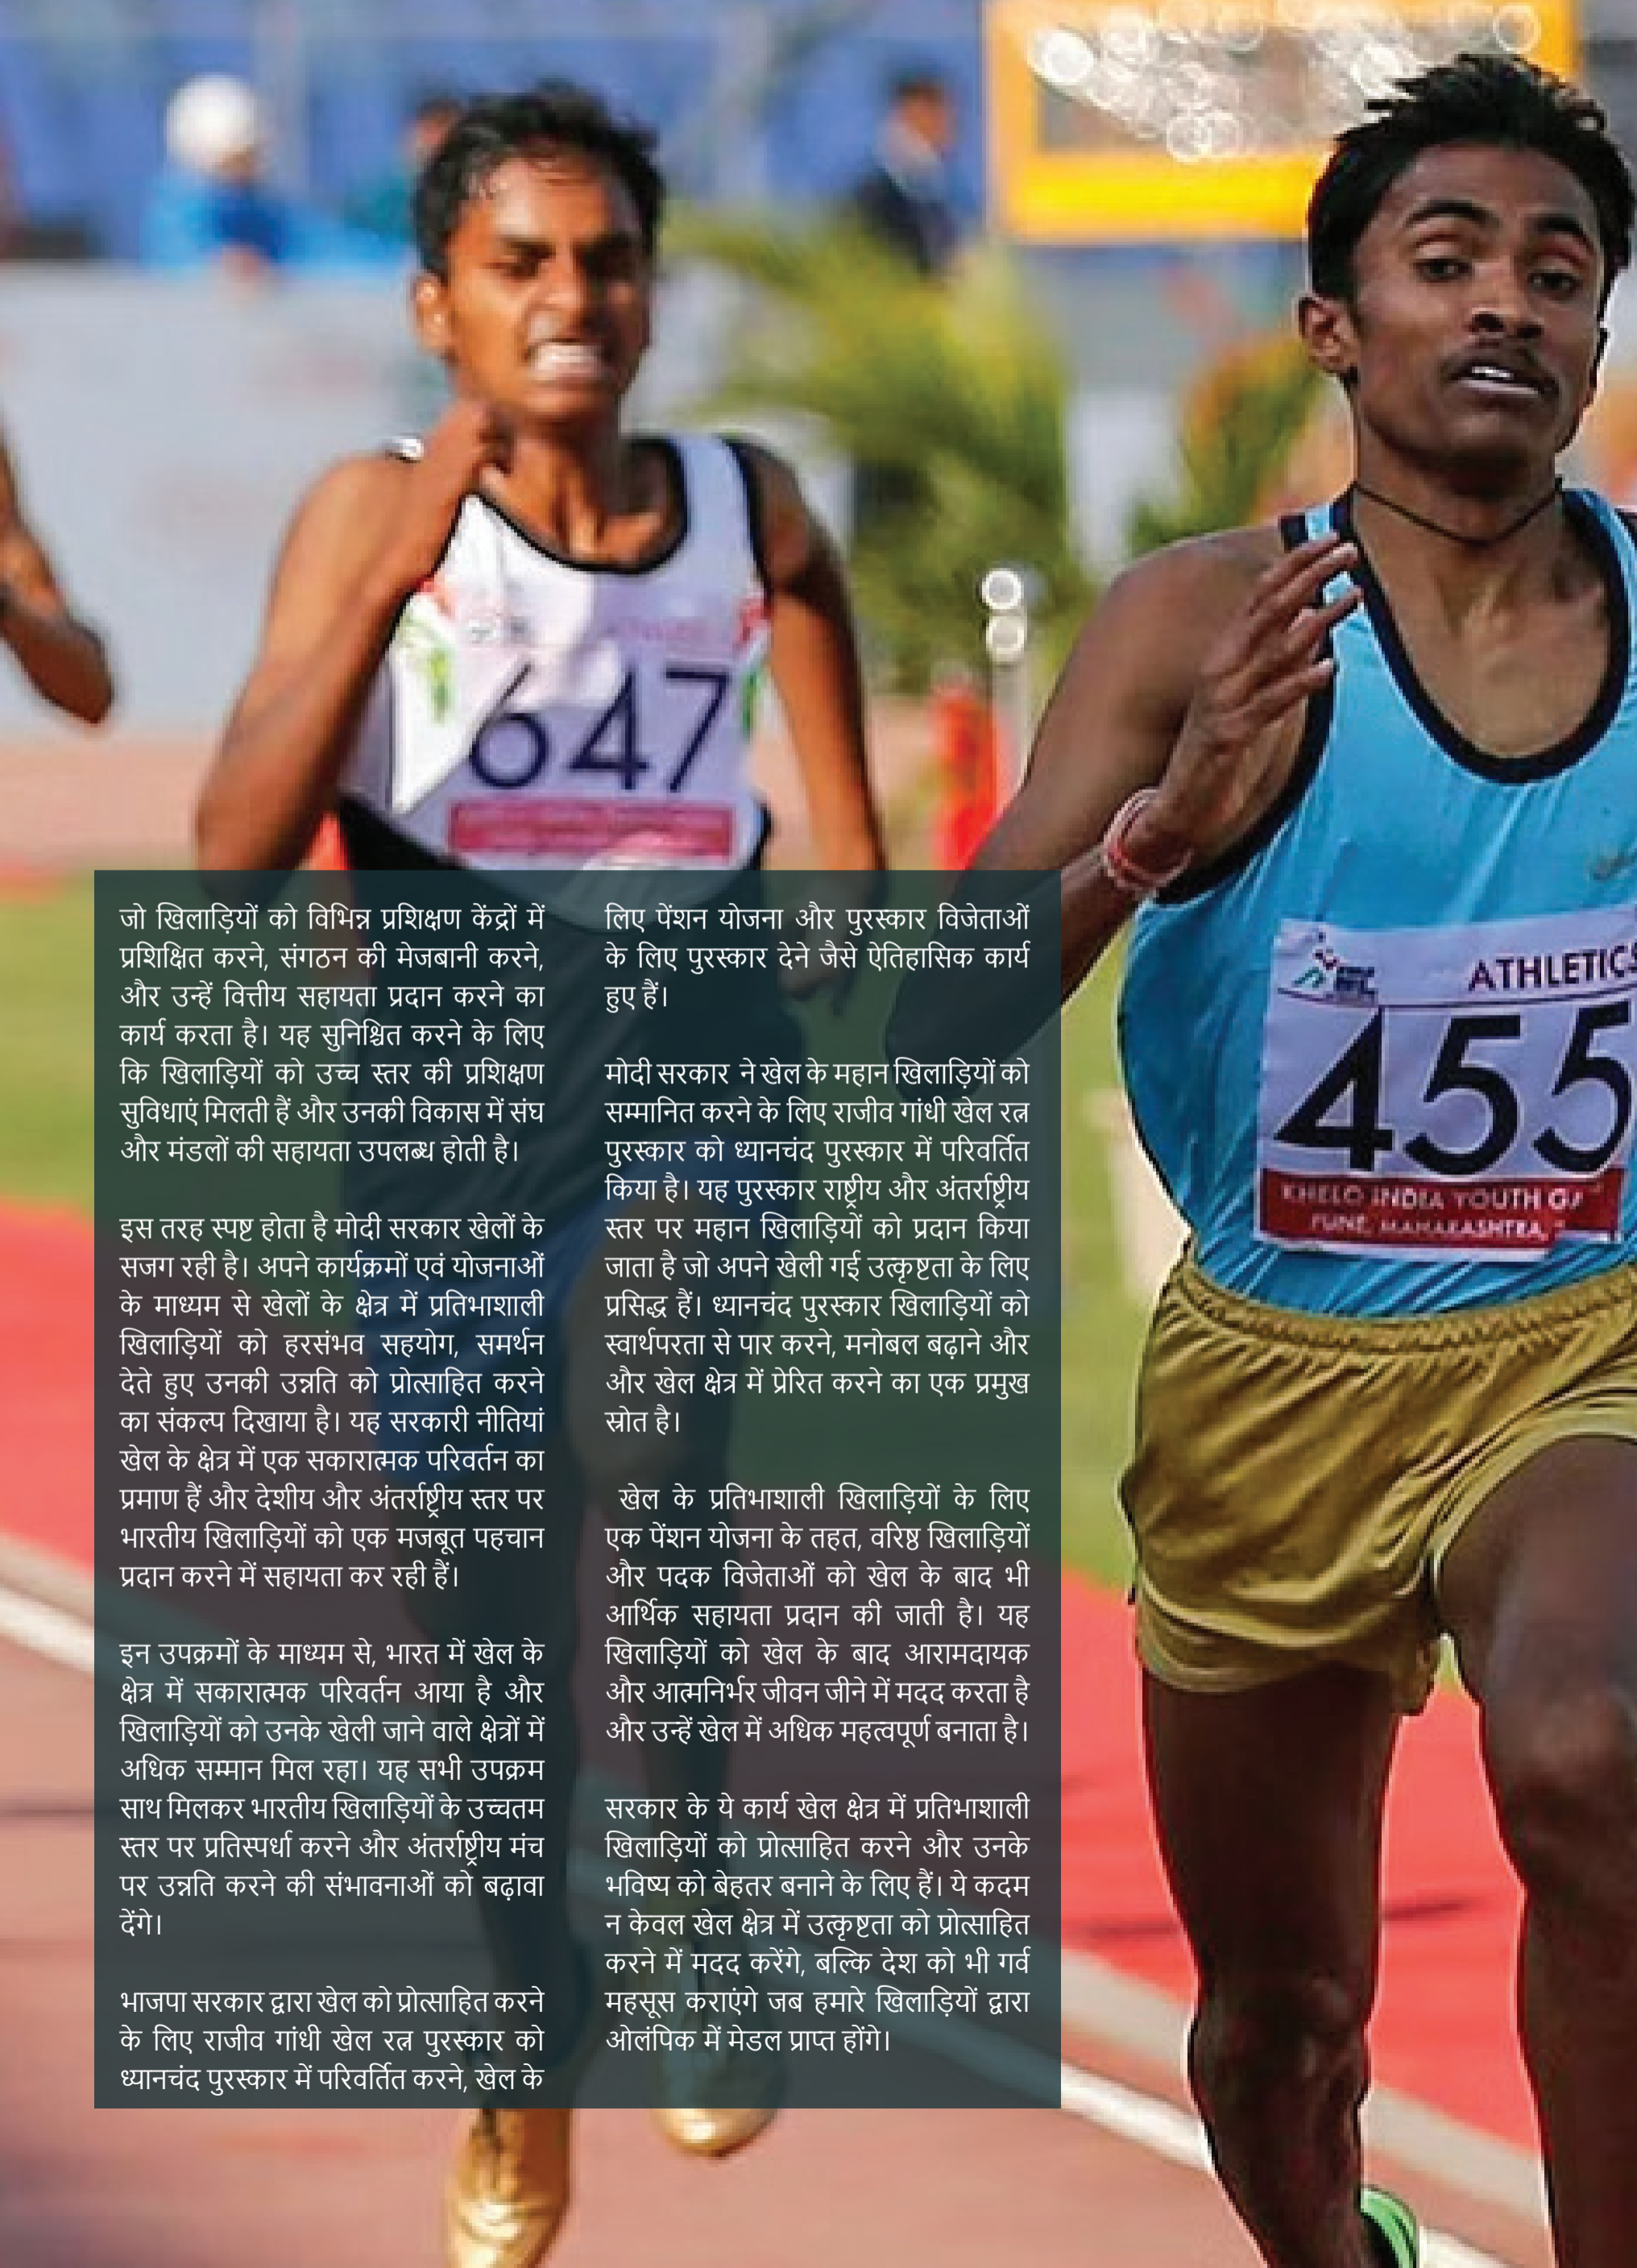 647
ATHLETICS
455
KHELO INDIA YOUTH GA
PUNE, MAHARASHTRA,
जो खिलाड़ियों को विभिन्न प्रशिक्षण केंद्रों में
प्रशिक्षित करने, संगठन की मेजबानी करने,
और उन्हें वित्तीय सहायता प्रदान करने का
कार्य करता है। यह सुनिश्चित करने के लिए
कि खिलाड़ियों को उच्च स्तर की प्रशिक्षण
सुविधाएं मिलती हैं और उनकी विकास में संघ
और मंडलों की सहायता उपलब्ध होती है।
इस तरह स्पष्ट होता है मोदी सरकार खेलों के
सजग रही है। अपने कार्यक्रमों एवं योजनाओं
के माध्यम से खेलों के क्षेत्र में प्रतिभाशाली
खिलाड़ियों को हरसंभव सहयोग, समर्थन
देते हुए उनकी उन्नति को प्रोत्साहित करने
का संकल्प दिखाया है। यह सरकारी नीतियां
खेल के क्षेत्र में एक सकारात्मक परिवर्तन का
प्रमाण हैं और देशीय और अंतर्राष्ट्रीय स्तर पर
भारतीय खिलाड़ियों को एक मजबूत पहचान
प्रदान करने में सहायता कर रही हैं।
इन उपक्रमों के माध्यम से, भारत में खेल के
क्षेत्र में सकारात्मक परिवर्तन आया है और
खिलाड़ियों को उनके खेली जाने वाले क्षेत्रों में
अधिक सम्मान मिल रहा। यह सभी उपक्रम
साथ मिलकर भारतीय खिलाड़ियों के उच्चतम
स्तर पर प्रतिस्पर्धा करने और अंतर्राष्ट्रीय मंच
पर उन्नति करने की संभावनाओं को बढ़ावा
देंगे।
भाजपा सरकार द्वारा खेल को प्रोत्साहित करने
के लिए राजीव गांधी खेल रत्न पुरस्कार को
ध्यानचंद पुरस्कार में परिवर्तित करने, खेल के
लिए पेंशन योजना और पुरस्कार विजेताओं
के लिए पुरस्कार देने जैसे ऐतिहासिक कार्य
हुए हैं।
मोदी सरकार ने खेल के महान खिलाड़ियों को
सम्मानित करने के लिए राजीव गांधी खेल रत्न
पुरस्कार को ध्यानचंद पुरस्कार में परिवर्तित
किया है। यह पुरस्कार राष्ट्रीय और अंतर्राष्ट्रीय
स्तर पर महान खिलाड़ियों को प्रदान किया
जाता है जो अपने खेली गई उत्कृष्टता के लिए
प्रसिद्ध हैं। ध्यानचंद पुरस्कार खिलाड़ियों को
स्वार्थपरता से पार करने, मनोबल बढ़ाने और
और खेल क्षेत्र में प्रेरित करने का एक प्रमुख
स्रोत है।
खेल के प्रतिभाशाली खिलाड़ियों के लिए
एक पेंशन योजना के तहत, वरिष्ठ खिलाड़ियों
और पदक विजेताओं को खेल के बाद भी
आर्थिक सहायता प्रदान की जाती है। यह
खिलाड़ियों को खेल के बाद आरामदायक
और आत्मनिर्भर जीवन जीने में मदद करता है
और उन्हें खेल में अधिक महत्वपूर्ण बनाता है।
सरकार के ये कार्य खेल क्षेत्र में प्रतिभाशाली
खिलाड़ियों को प्रोत्साहित करने और उनके
भविष्य को बेहतर बनाने के लिए हैं। ये कदम
न केवल खेल क्षेत्र में उत्कृष्टता को प्रोत्साहित
करने में मदद करेंगे, बल्कि देश को भी गर्व
महसूस कराएंगे जब हमारे खिलाड़ियों द्वारा
ओलंपिक में मेडल प्राप्त होंगे।